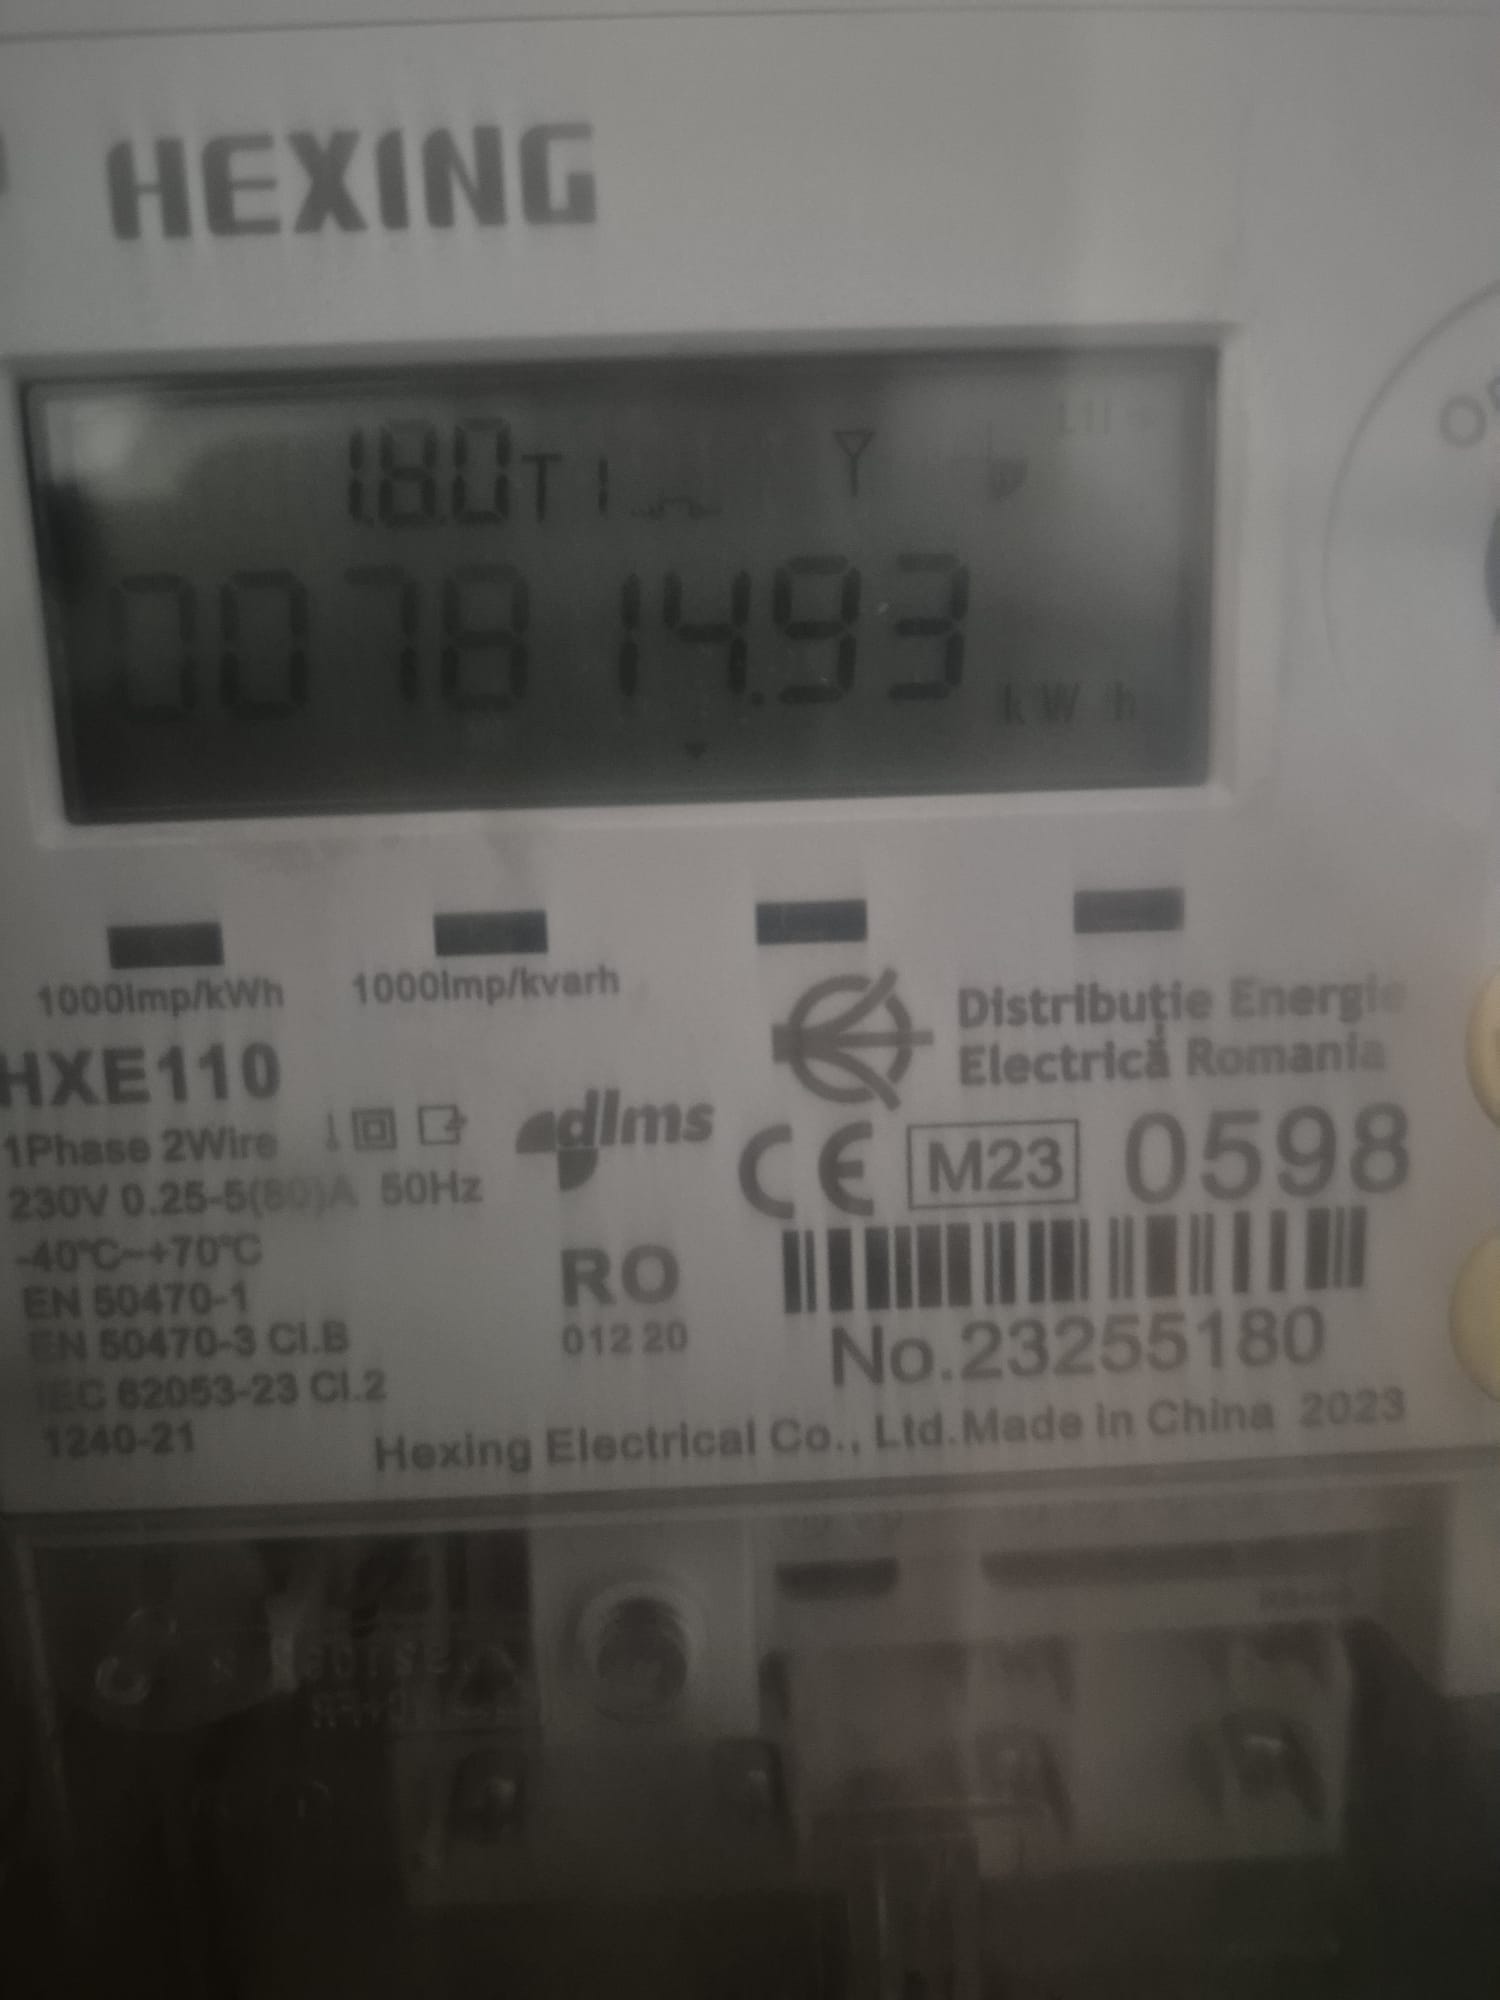 HEXING
1.8.0 T1
007814.93
kWh
1000imp/kWh
1000imp/kvarh
Distribuție Energie
Electrică Romania
HXE110
1Phase 2Wire
dlms
230V 0.25-5(80)A 50Hz
CE M23 0598
-40°C~+70°C
RO
EN 50470-1
012 20
EN 50470-3 Cl.B
No.23255180
IEC 62053-23 Cl.2
1240-21
Hexing Electrical Co., Ltd. Made in China 2023